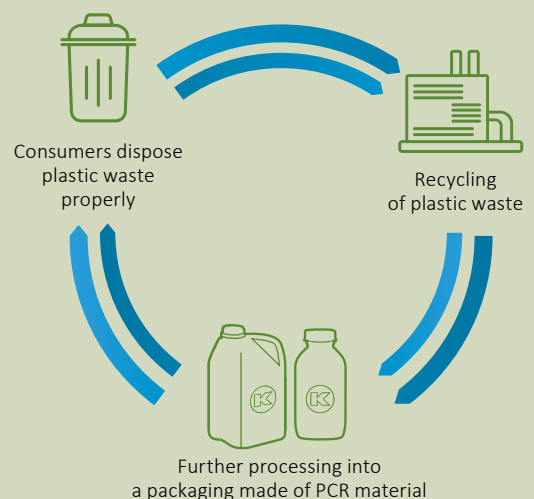 Consumers dispose
plastic waste
properly
Recycling
of plastic waste
K
K
Further processing into
a packaging made of PCR material